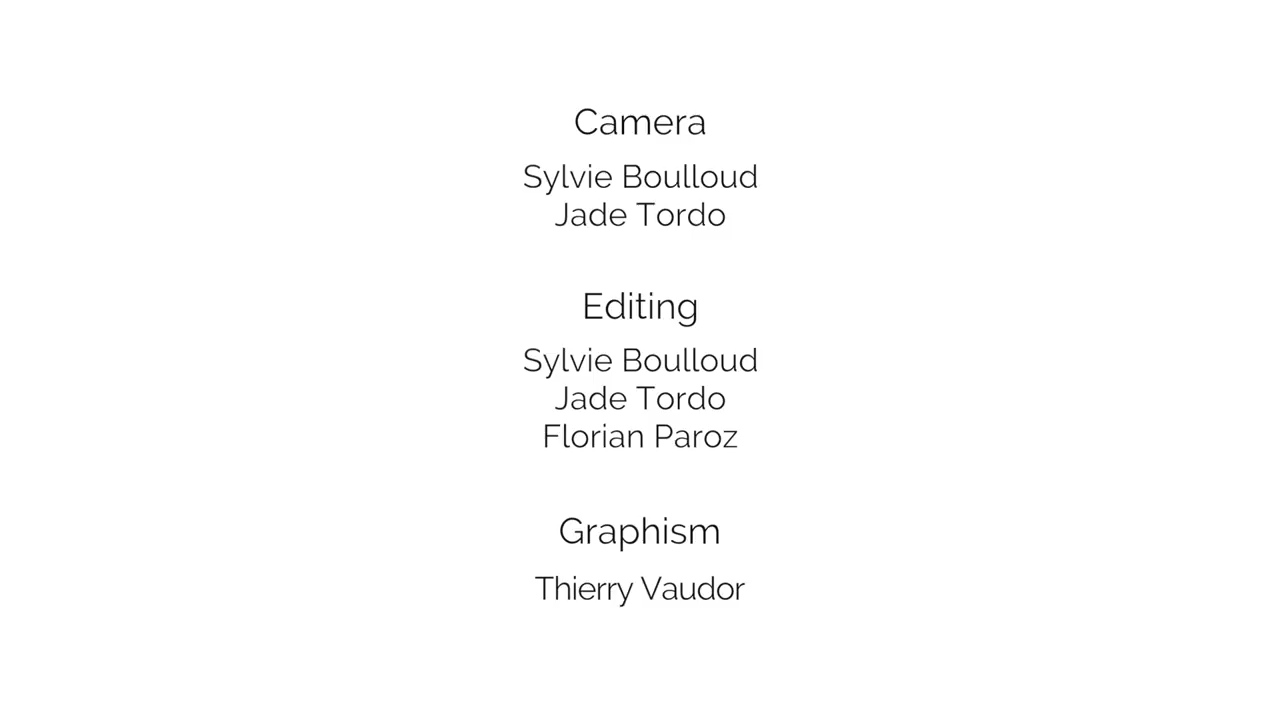 Camera
Sylvie Boulloud
Jade Tordo
Editing
Sylvie Boulloud
Jade Tordo
Florian Paroz
Graphism
Thierry Vaudor